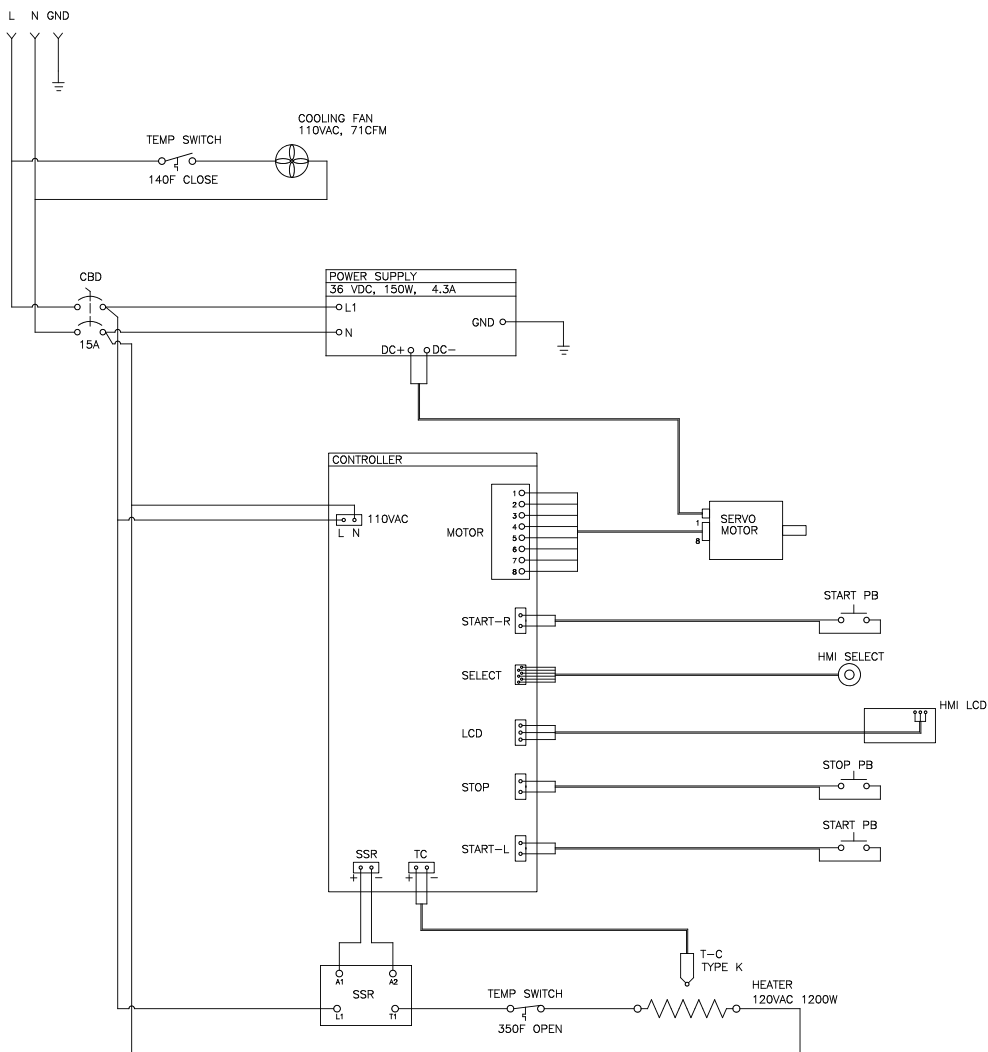 L N GND
COOLING FAN
110VAC, 71CFM
TEMP SWITCH
140F CLOSE
CBD
15A
POWER SUPPLY
36 VDC, 150W, 4.3A
L1
N
GND
DC+ DC-
CONTROLLER
110VAC
L N
MOTOR
1
2
3
4
5
6
7
8
1
8
SERVO
MOTOR
START-R
START PB
SELECT
HMI SELECT
LCD
HMI LCD
STOP
STOP PB
START-L
START PB
SSR
+ -
TC
+ -
T-C
TYPE K
A1 A2
SSR
L1 T1
TEMP SWITCH
350F OPEN
HEATER
120VAC 1200W